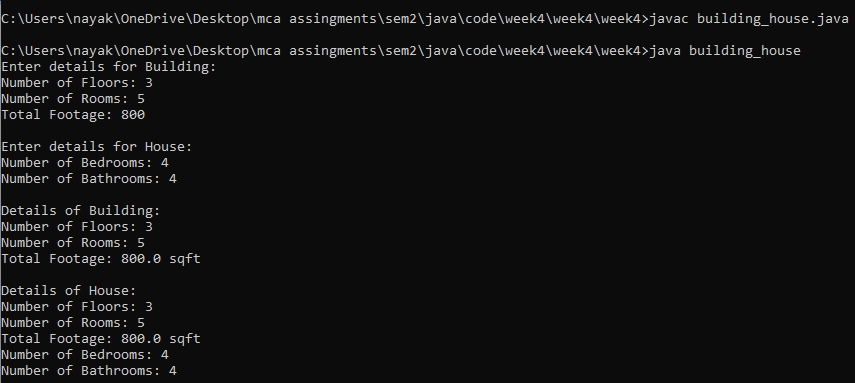 C:\Users\nayak\OneDrive\Desktop\mca assingments\sem2\java\code\week4\week4\week4>javac building_house.java
C:\Users\nayak\OneDrive\Desktop\mca assingments\sem2\java\code\week4\week4\week4>java building_house
Enter details for Building:
Number of Floors: 3
Number of Rooms: 5
Total Footage: 800
Enter details for House:
Number of Bedrooms: 4
Number of Bathrooms: 4
Details of Building:
Number of Floors: 3
Number of Rooms: 5
Total Footage: 800.0 sqft
Details of House:
Number of Floors: 3
Number of Rooms: 5
Total Footage: 800.0 sqft
Number of Bedrooms: 4
Number of Bathrooms: 4